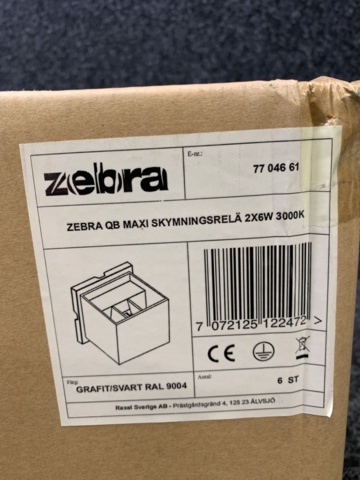 zebra
E-nr.:
77 046 61
ZEBRA QB MAXI SKYMNINGSRELÄ 2X6W 3000K
7 072125 122472 >
CE
Färg:
GRAFIT/SVART RAL 9004
Antal:
6 ST
Rexel Sverige AB - Prästgårdsgränd 4, 125 23 ÄLVSJÖ